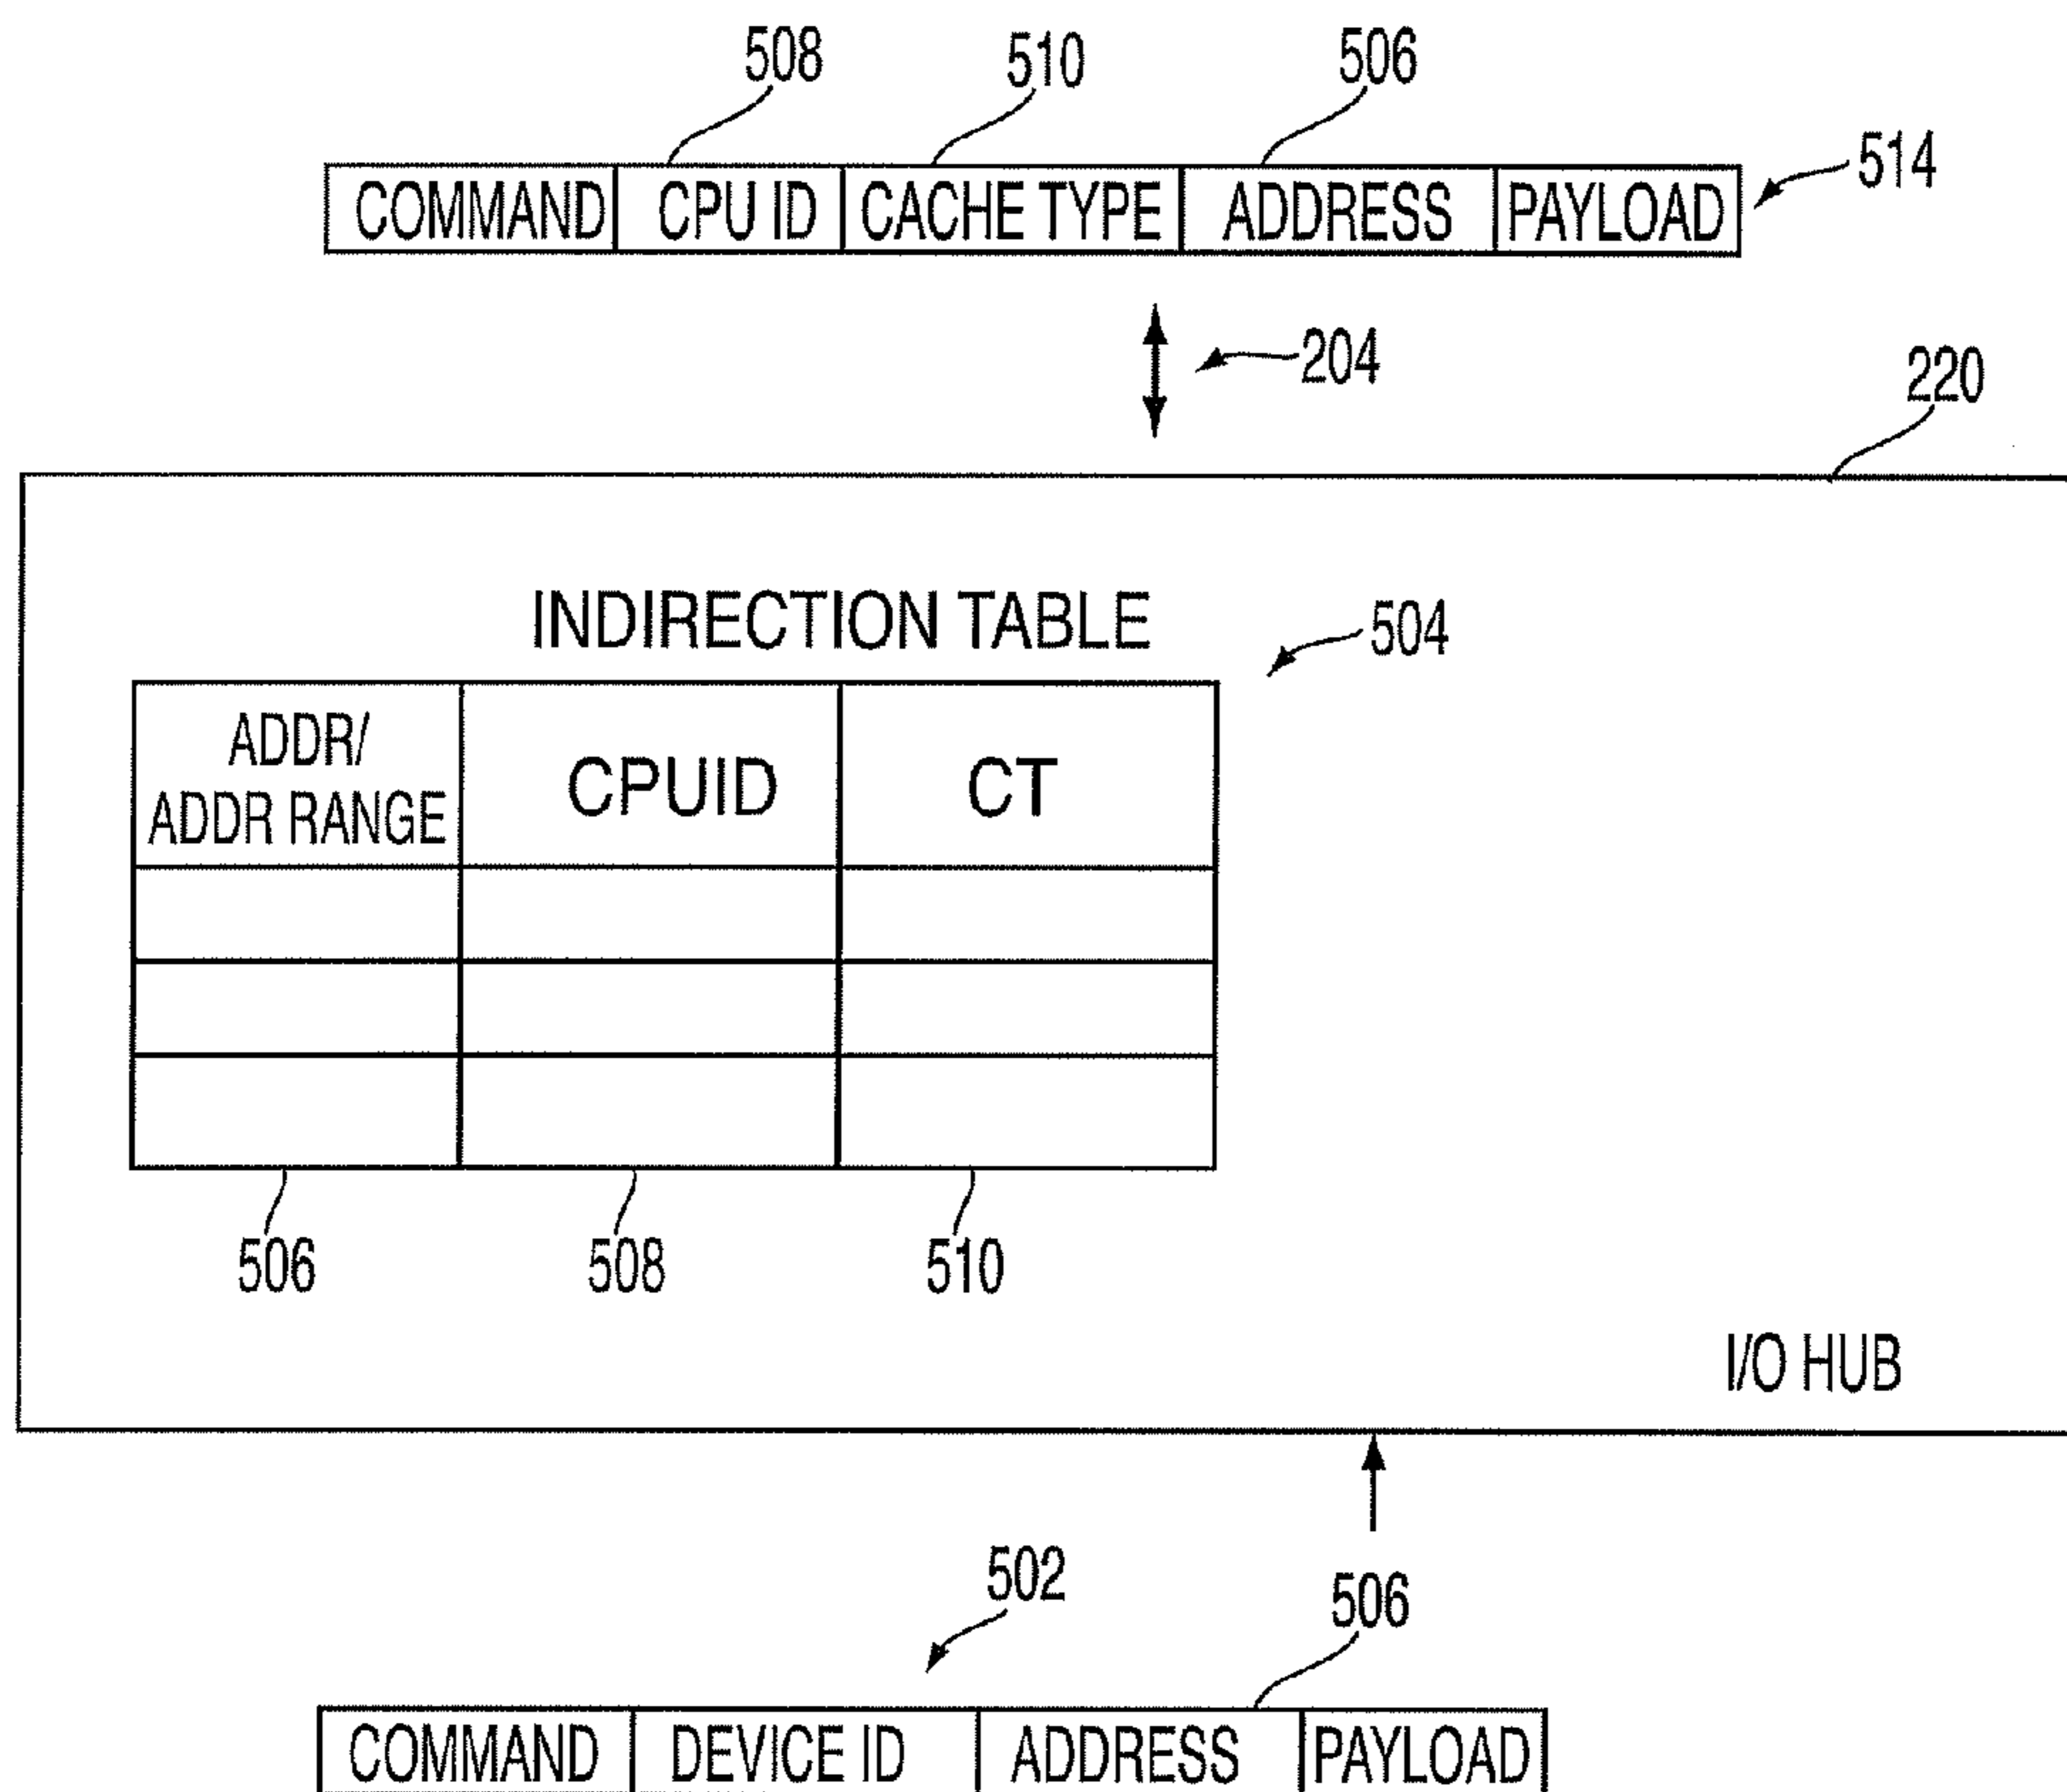 508 510 506
COMMAND CPU ID CACHE TYPE ADDRESS PAYLOAD 514
204
220
INDIRECTION TABLE
504
ADDR/
ADDR RANGE CPUID CT
506 508 510
I/O HUB
502 506
COMMAND DEVICE ID ADDRESS PAYLOAD